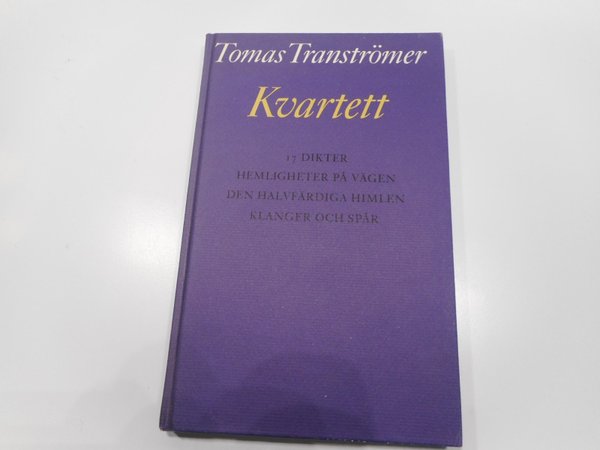 Tomas Tranströmer
Kvartett
17 DIKTER
HEMLIGHETER PÅ VÄGEN
DEN HALVFÄRDIGA HIMLEN
KLANGER OCH SPÅR